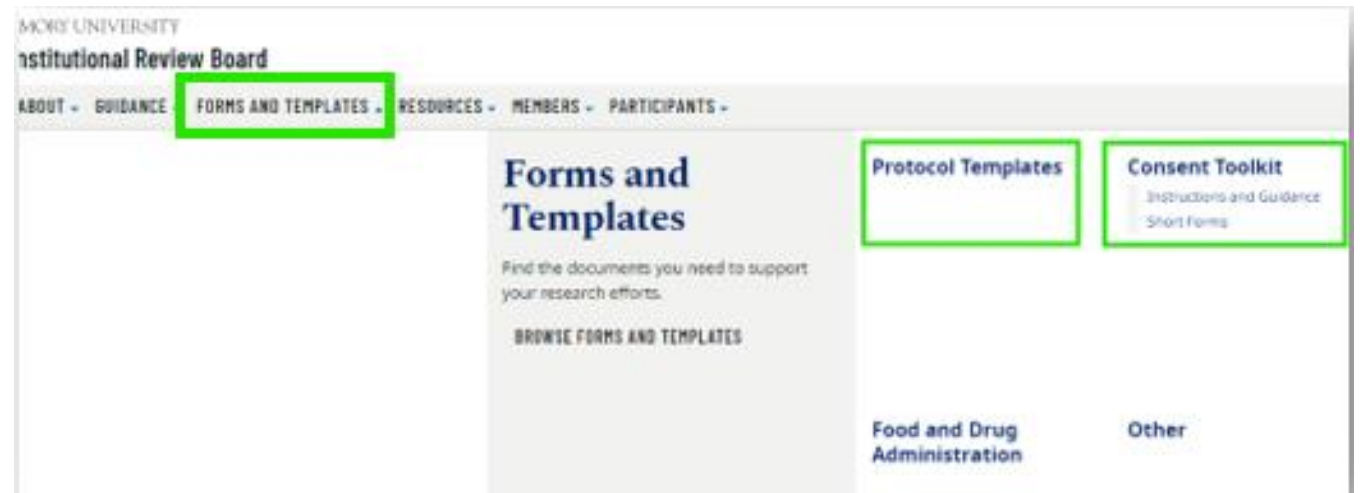 MORY UNIVERSITY
nstitutional Review Board
ABOUT GUIDANCE FORMS AND TEMPLATES RESOURCES MEMBERS PARTICIPANTS
Forms and
Templates
Find the documents you need to support
your research efforts.
BROWSE FORMS AND TEMPLATES
Protocol Templates
Consent Toolkit
Instructions and Guidance
Short Forms
Food and Drug
Administration
Other